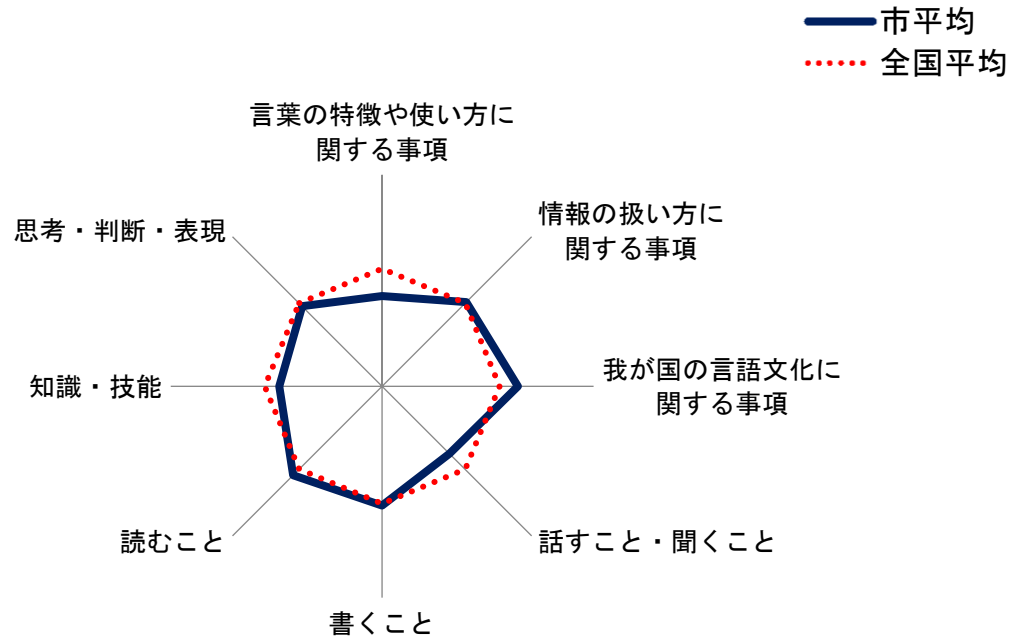 市平均
全国平均
言葉の特徴や使い方に
関する事項
情報の扱い方に
関する事項
我が国の言語文化に
関する事項
話すこと・聞くこと
書くこと
読むこと
知識・技能
思考・判断・表現